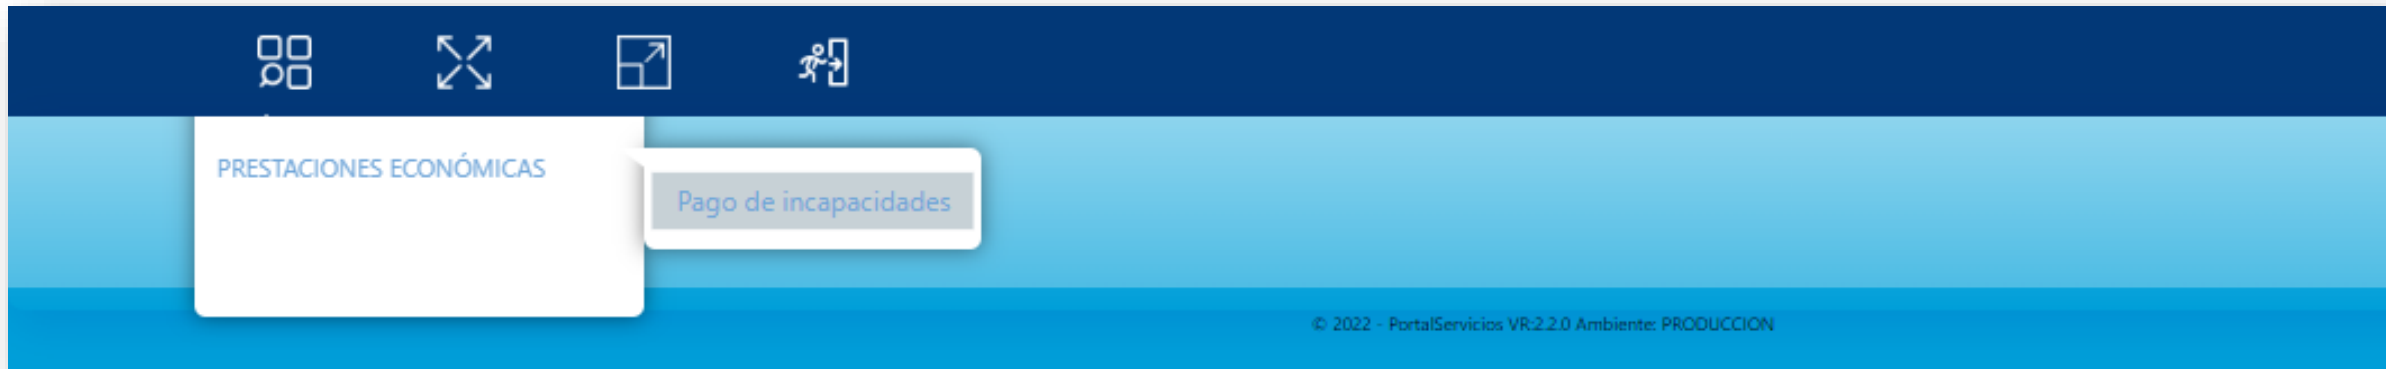 PRESTACIONES ECONÓMICAS
Pago de incapacidades
© 2022 - PortalServicios VR:2.2.0 Ambiente: PRODUCCION